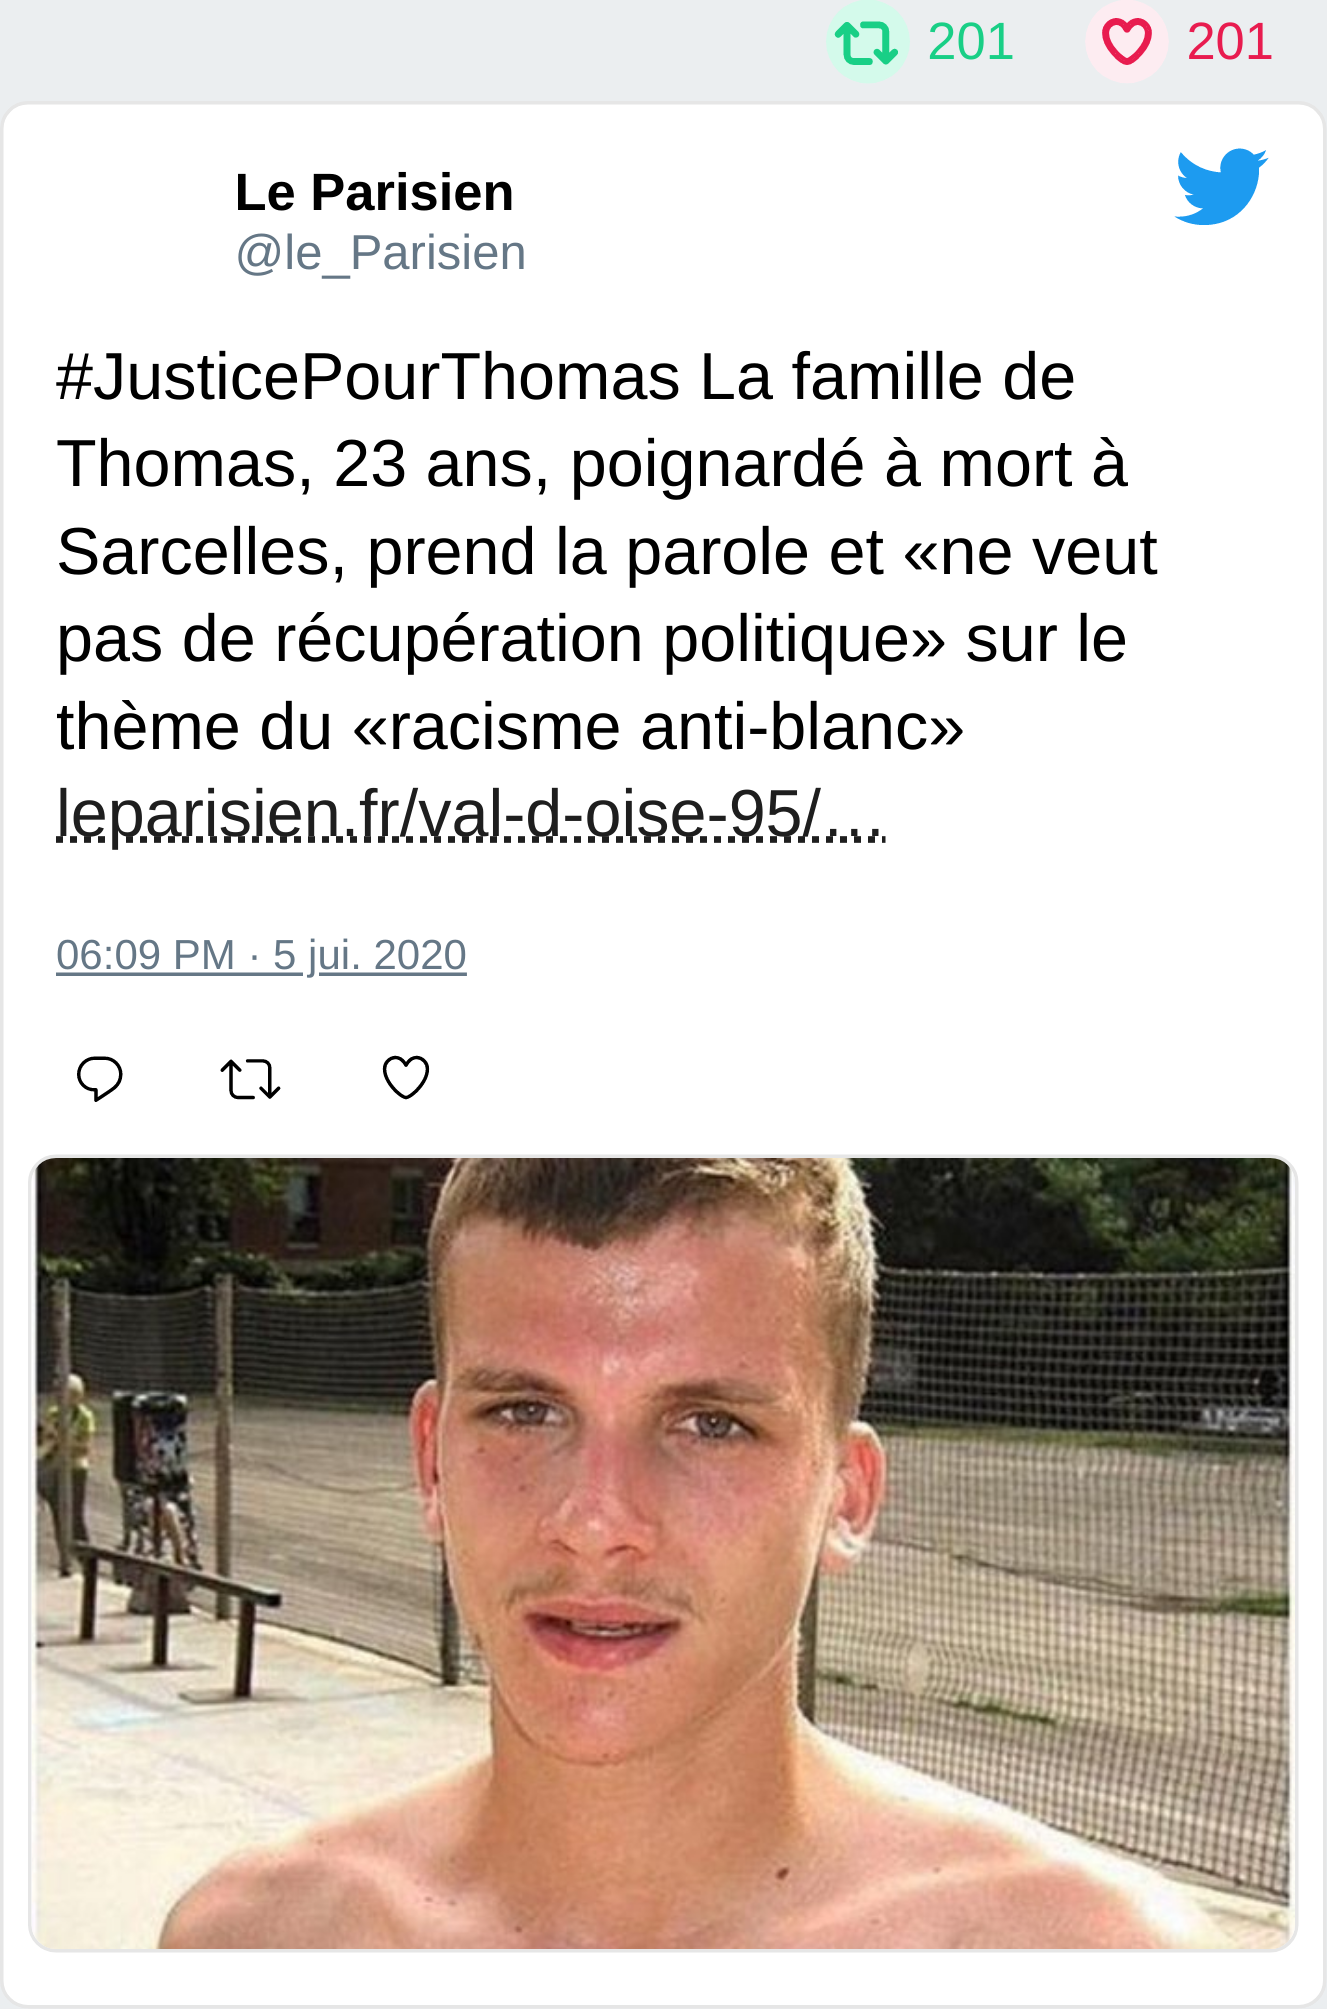 201 201
Le Parisien
@le_Parisien
#JusticePourThomas La famille de
Thomas, 23 ans, poignardé à mort à
Sarcelles, prend la parole et «ne veut
pas de récupération politique» sur le
thème du «racisme anti-blanc»
leparisien.fr/val-d-oise-95/…
06:09 PM · 5 jui. 2020